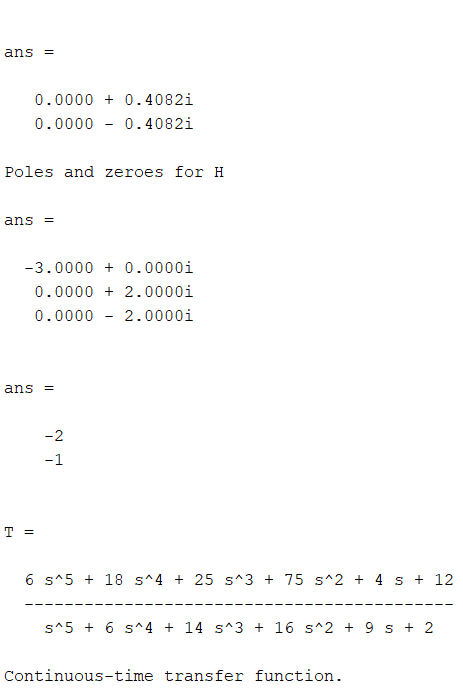 ans =
0.0000 + 0.4082i
0.0000 - 0.4082i
Poles and zeroes for H
ans =
-3.0000 + 0.0000i
0.0000 + 2.0000i
0.0000 - 2.0000i
ans =
-2
-1
T =
6 s^5 + 18 s^4 + 25 s^3 + 75 s^2 + 4 s + 12
-------------------------------------------
s^5 + 6 s^4 + 14 s^3 + 16 s^2 + 9 s + 2
Continuous-time transfer function.